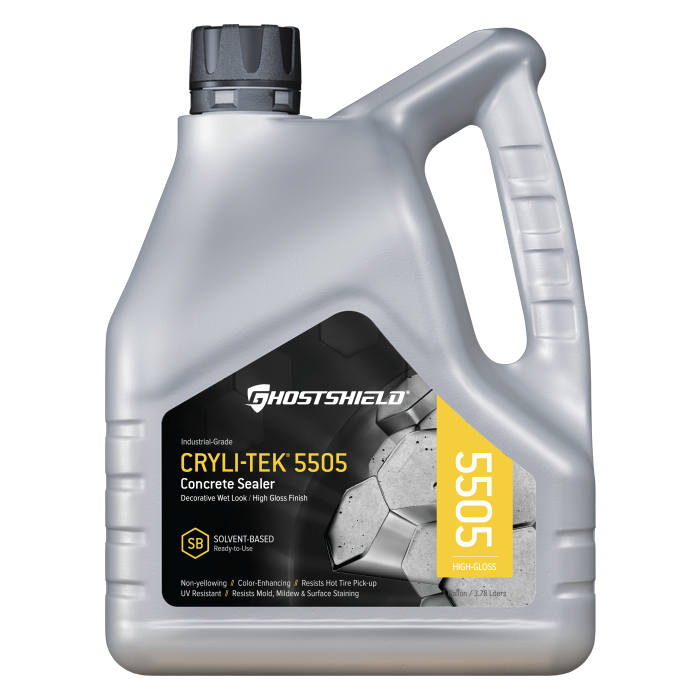 GHOSTSHIELD®
Industrial-Grade
CRYLI-TEK® 5505
Concrete Sealer
Decorative Wet Look / High Gloss Finish
SB
SOLVENT-BASED
Ready-to-Use
Non-yellowing // Color-Enhancing // Resists Hot Tire Pick-up
UV Resistant // Resists Mold, Mildew & Surface Staining
5505
HIGH-GLOSS
/ 3.78 Liters